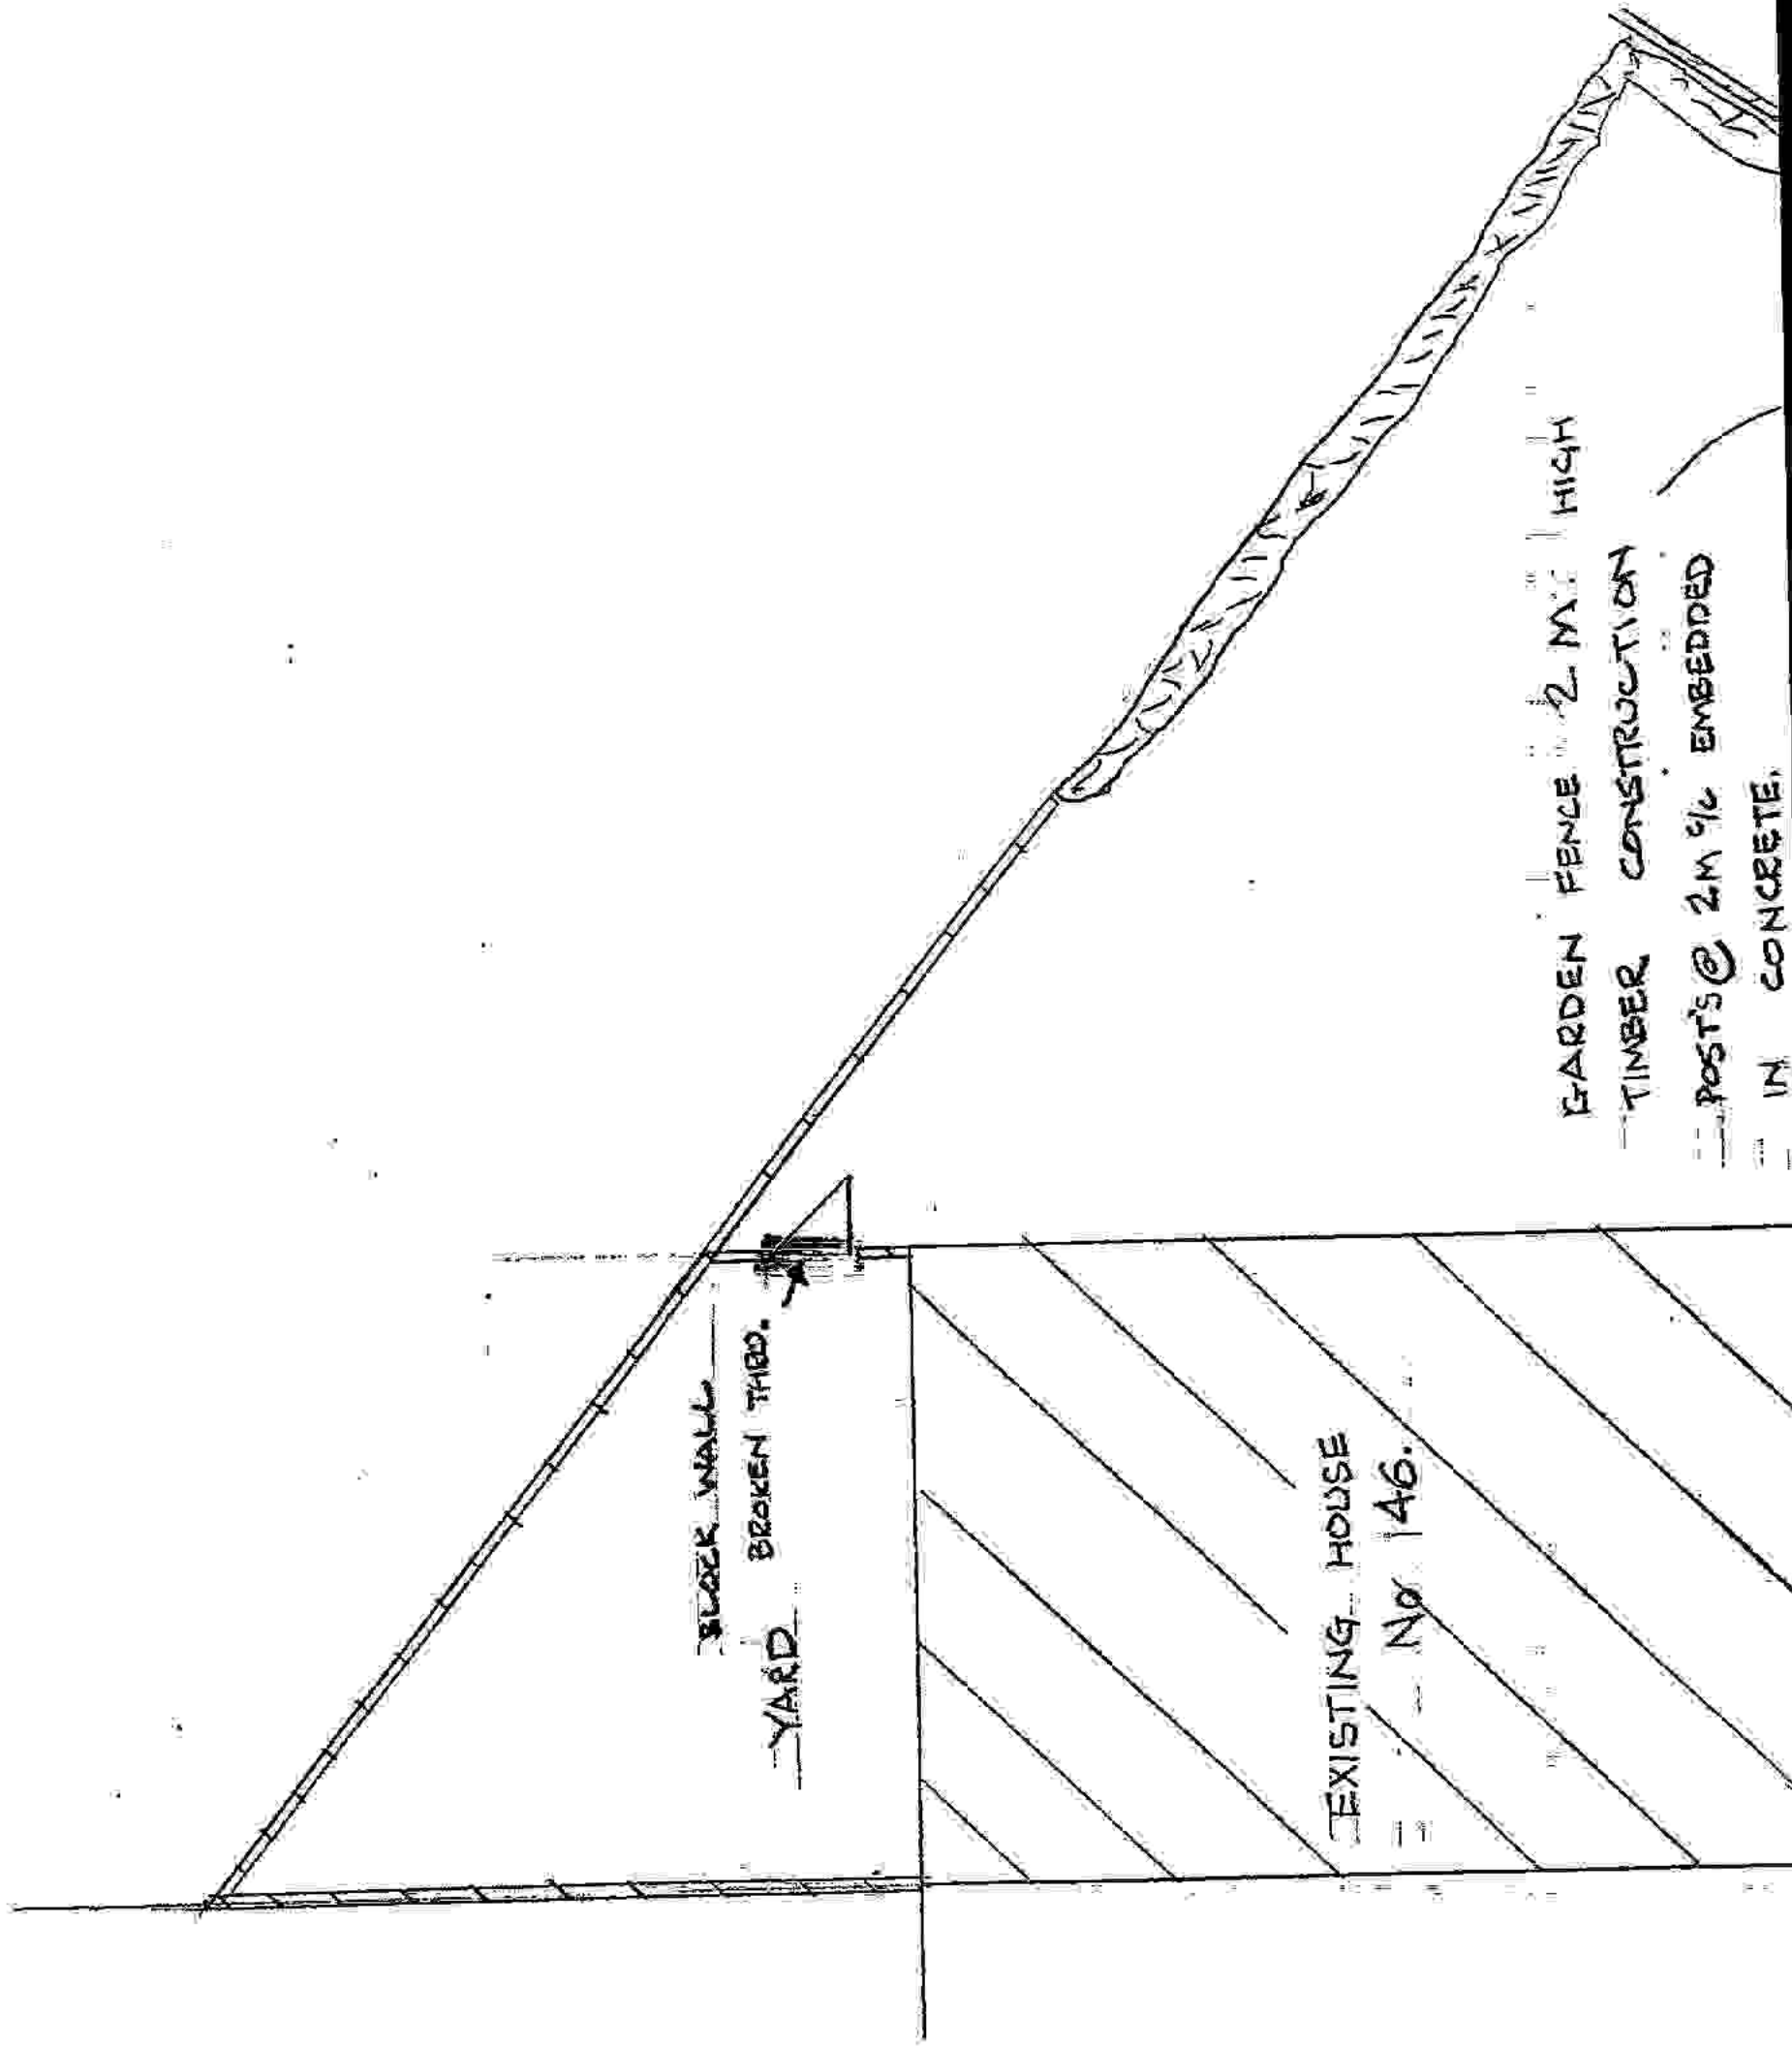 BLOCK WALL
BROKEN THRO.
YARD
EXISTING HOUSE
No 146.
GARDEN FENCE 2 M HIGH
TIMBER CONSTRUCTION
POST'S @ 2M c/c EMBEDDED
IN CONCRETE.